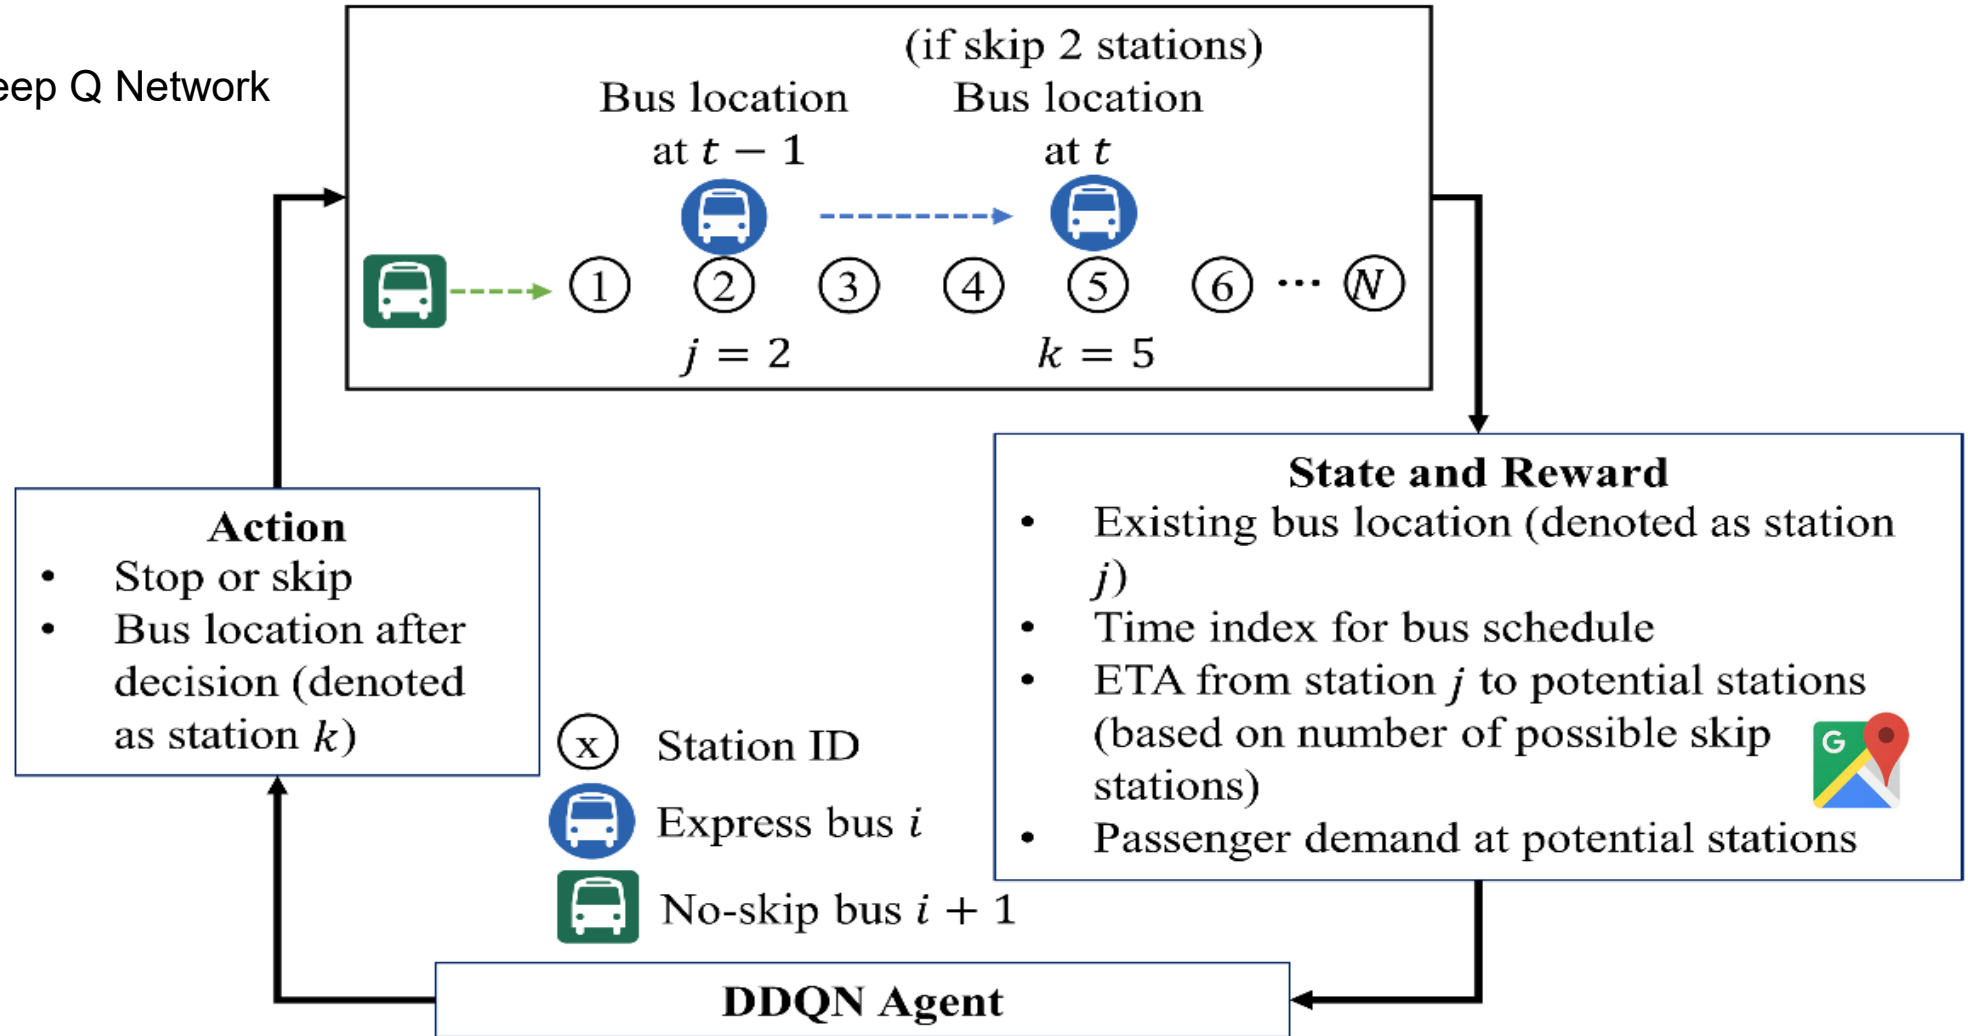 eep Q Network
(if skip 2 stations)
Bus location
at t − 1
Bus location
at t
1 2 3 4 5 6 ··· N
j = 2
k = 5
Action
• Stop or skip
• Bus location after
decision (denoted
as station k)
State and Reward
• Existing bus location (denoted as station
j)
• Time index for bus schedule
• ETA from station j to potential stations
(based on number of possible skip
stations)
• Passenger demand at potential stations
G
x Station ID
Express bus i
No-skip bus i + 1
DDQN Agent